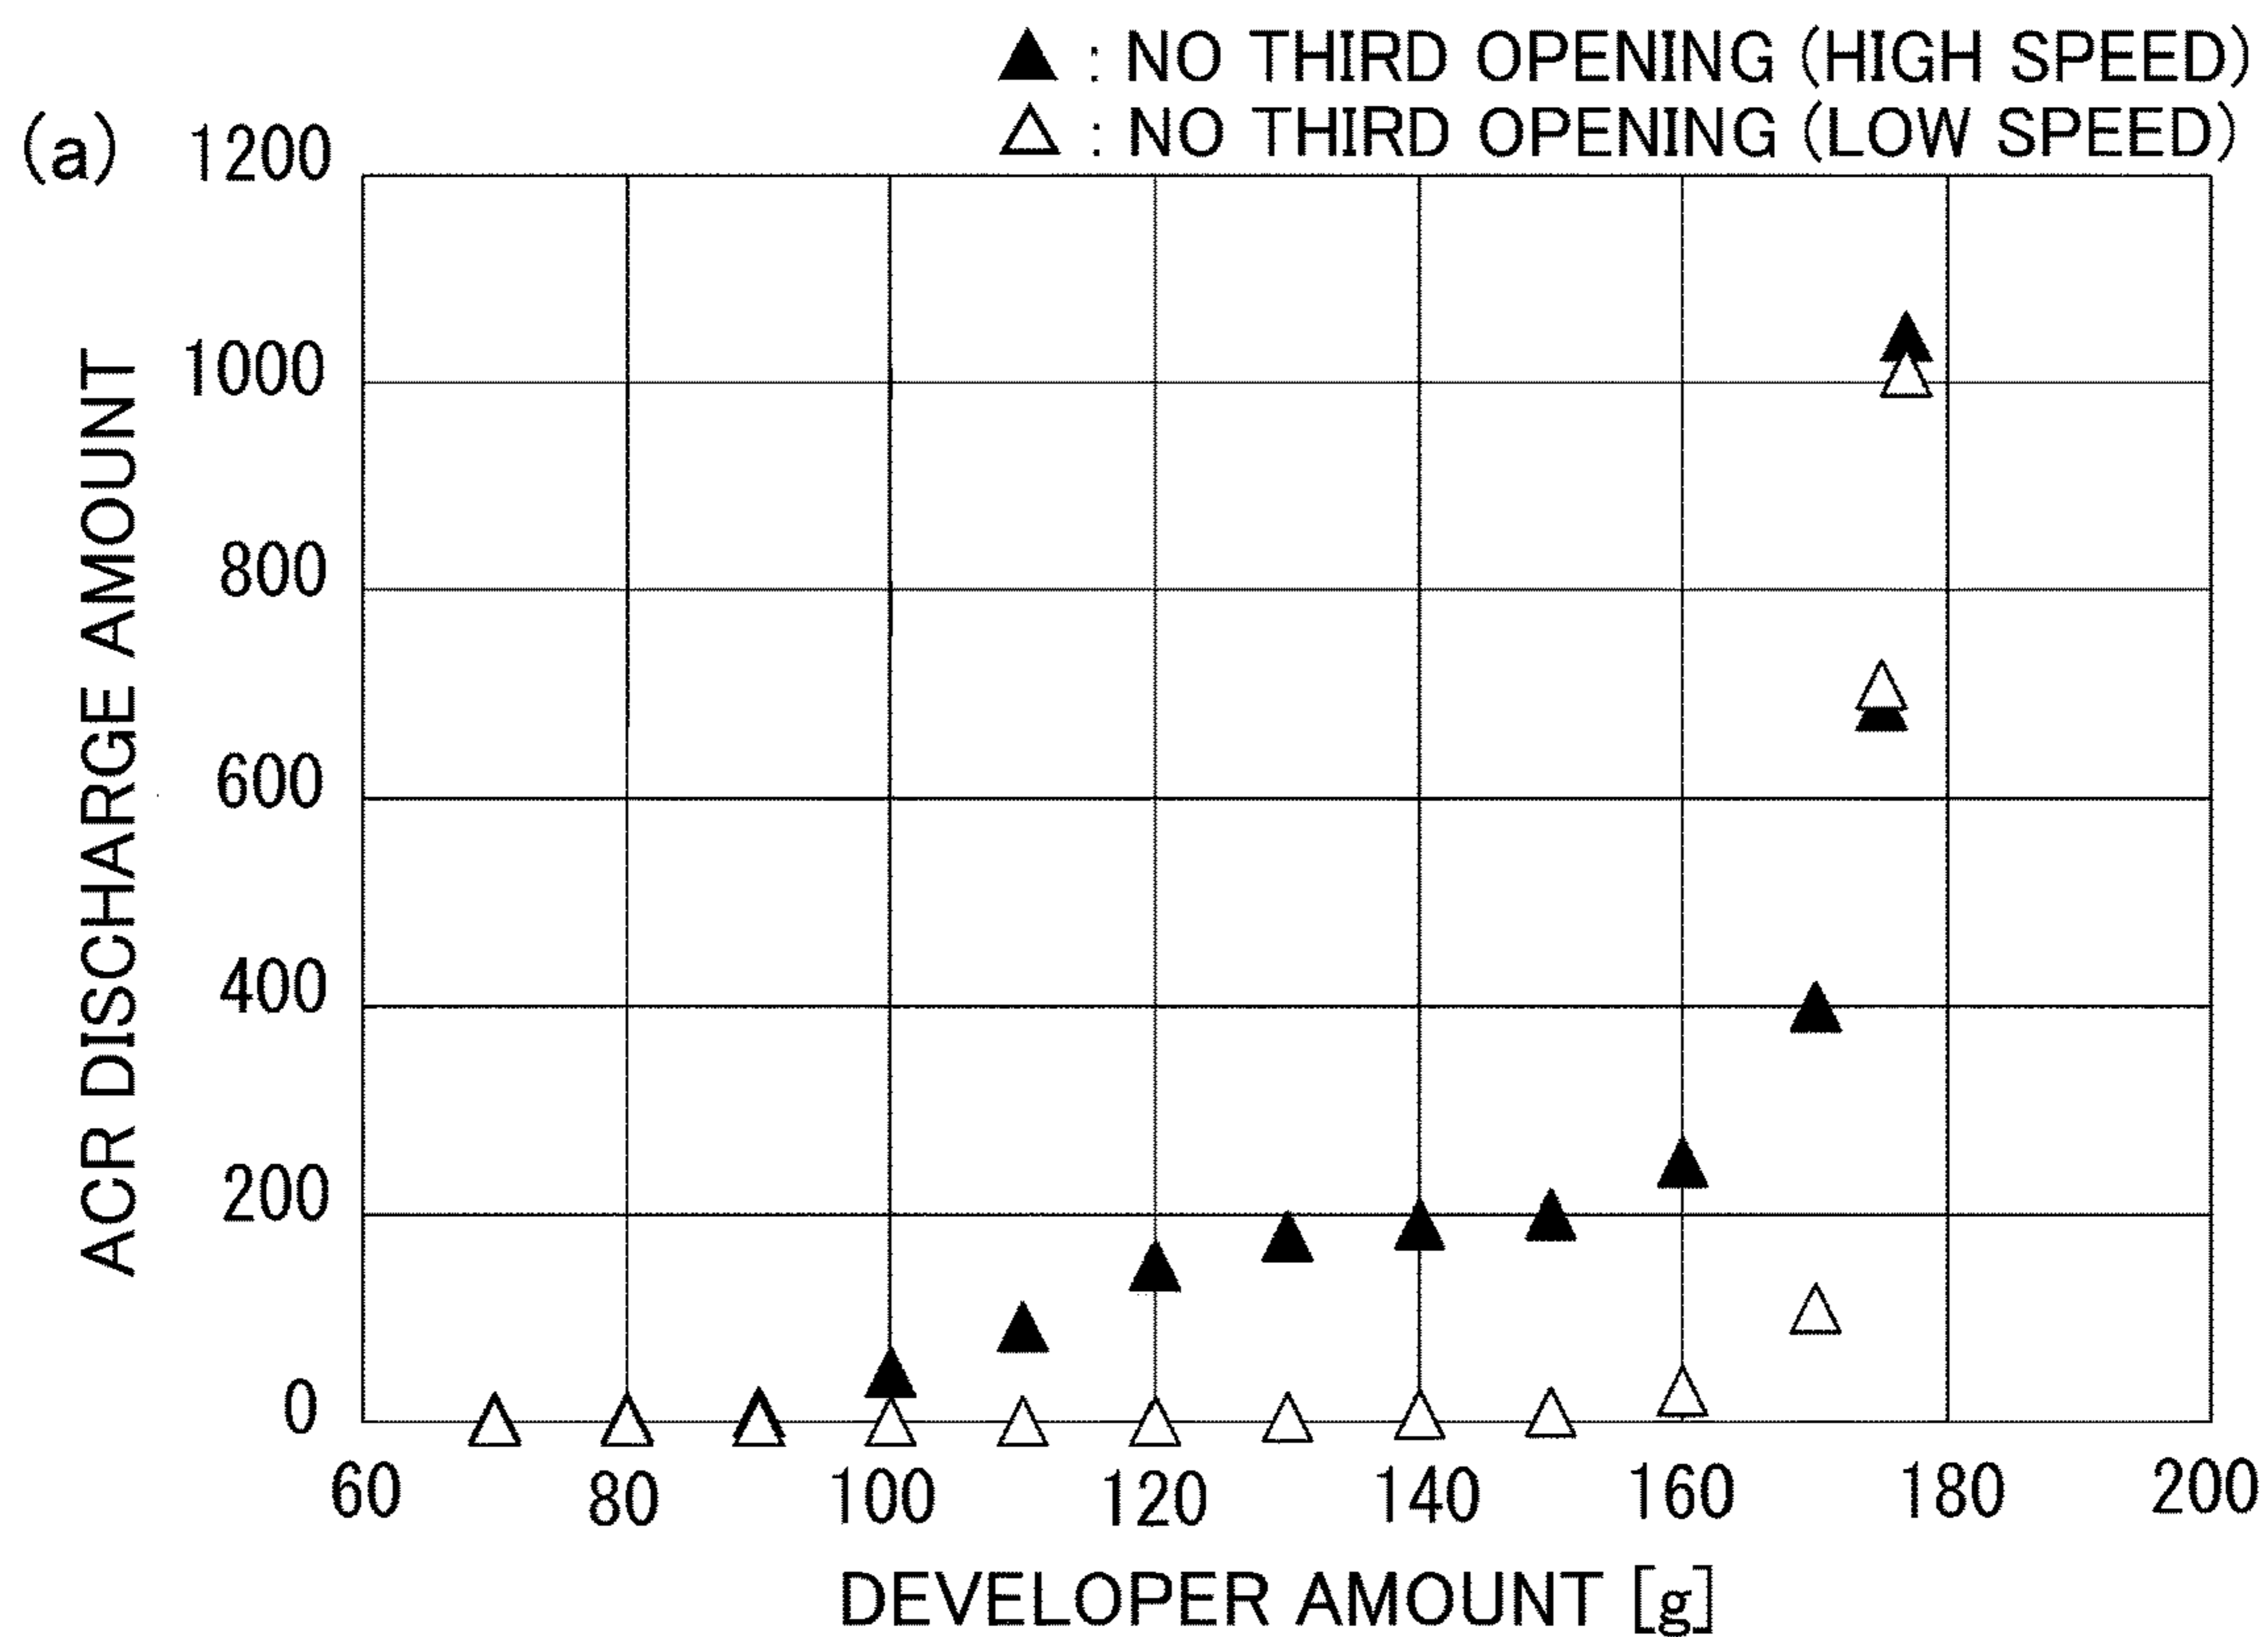 ▲ : NO THIRD OPENING (HIGH SPEED)
△ : NO THIRD OPENING (LOW SPEED)
(a)
1200
1000
800
600
400
200
0
ACR DISCHARGE AMOUNT
60 80 100 120 140 160 180 200
DEVELOPER AMOUNT [g]